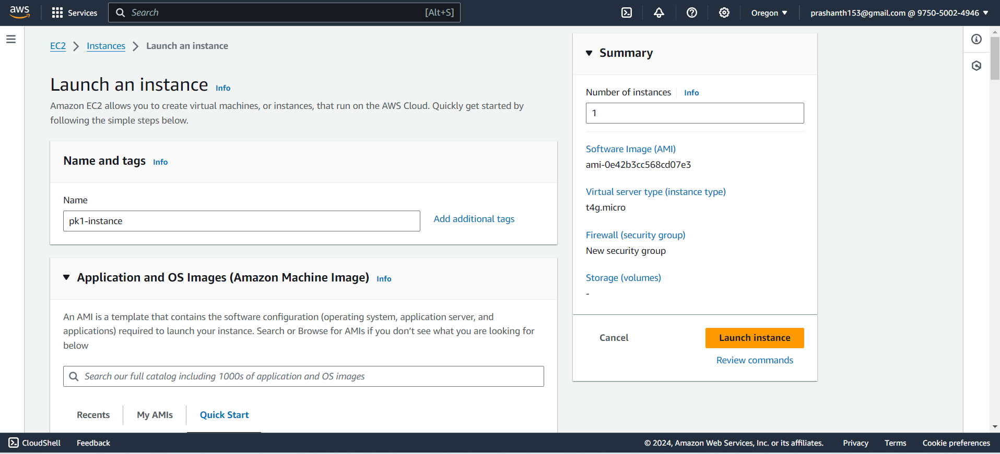 aws
Services
Search [Alt+S]
Oregon
prashanth153@gmail.com @ 9750-5002-4946
EC2
Instances
Launch an instance
Launch an instance Info
Amazon EC2 allows you to create virtual machines, or instances, that run on the AWS Cloud. Quickly get started by
following the simple steps below.
Name and tags Info
Name
pk1-instance
Add additional tags
Application and OS Images (Amazon Machine Image) Info
An AMI is a template that contains the software configuration (operating system, application server, and
applications) required to launch your instance. Search or Browse for AMIs if you don’t see what you are looking for
below
Search our full catalog including 1000s of application and OS images
Recents
My AMIs
Quick Start
Summary
Number of instances Info
1
Software Image (AMI)
ami-0e42b3cc568cd07e3
Virtual server type (instance type)
t4g.micro
Firewall (security group)
New security group
Storage (volumes)
-
Cancel
Launch instance
Review commands
CloudShell
Feedback
© 2024, Amazon Web Services, Inc. or its affiliates.
Privacy
Terms
Cookie preferences